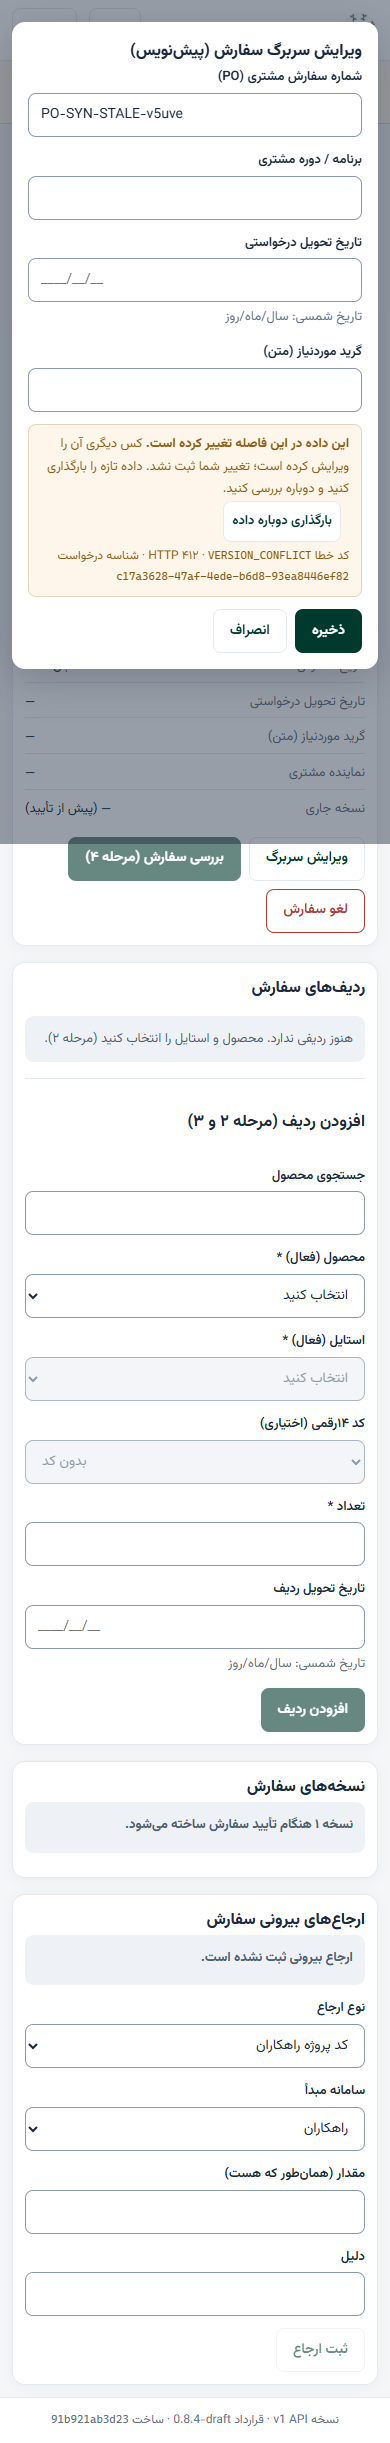 ویرایش سربرگ سفارش (پیش‌نویس)
شماره سفارش مشتری (PO)
PO-SYN-STALE-v5uve
برنامه / دوره مشتری
تاریخ تحویل درخواستی
____/__/__
تاریخ شمسی: سال/ماه/روز
گرید موردنیاز (متن)
این داده در این فاصله تغییر کرده است. کس دیگری آن را
ویرایش کرده است؛ تغییر شما ثبت نشد. داده تازه را بارگذاری
کنید و دوباره بررسی کنید.
بارگذاری دوباره داده
کد خطا VERSION_CONFLICT · HTTP ۴۱۲ · شناسه درخواست
c17a3628-47af-4ede-b6d8-93ea8446ef82
ذخیره
انصراف
تاریخ تحویل درخواستی
—
گرید موردنیاز (متن)
—
نماینده مشتری
—
نسخه جاری
— (پیش از تأیید)
ویرایش سربرگ
بررسی سفارش (مرحله ۴)
لغو سفارش
ردیف‌های سفارش
هنوز ردیفی ندارد. محصول و استایل را انتخاب کنید (مرحله ۲).
افزودن ردیف (مرحله ۲ و ۳)
جستجوی محصول
محصول (فعال) *
انتخاب کنید
استایل (فعال) *
انتخاب کنید
کد ۱۴رقمی (اختیاری)
بدون کد
تعداد *
تاریخ تحویل ردیف
____/__/__
تاریخ شمسی: سال/ماه/روز
افزودن ردیف
نسخه‌های سفارش
نسخه ۱ هنگام تأیید سفارش ساخته می‌شود.
ارجاع‌های بیرونی سفارش
ارجاع بیرونی ثبت نشده است.
نوع ارجاع
کد پروژه راهکاران
سامانه مبدأ
راهکاران
مقدار (همان‌طور که هست)
دلیل
ثبت ارجاع
نسخه API v1 · قرارداد 0.8.4-draft · ساخت 91b921ab3d23